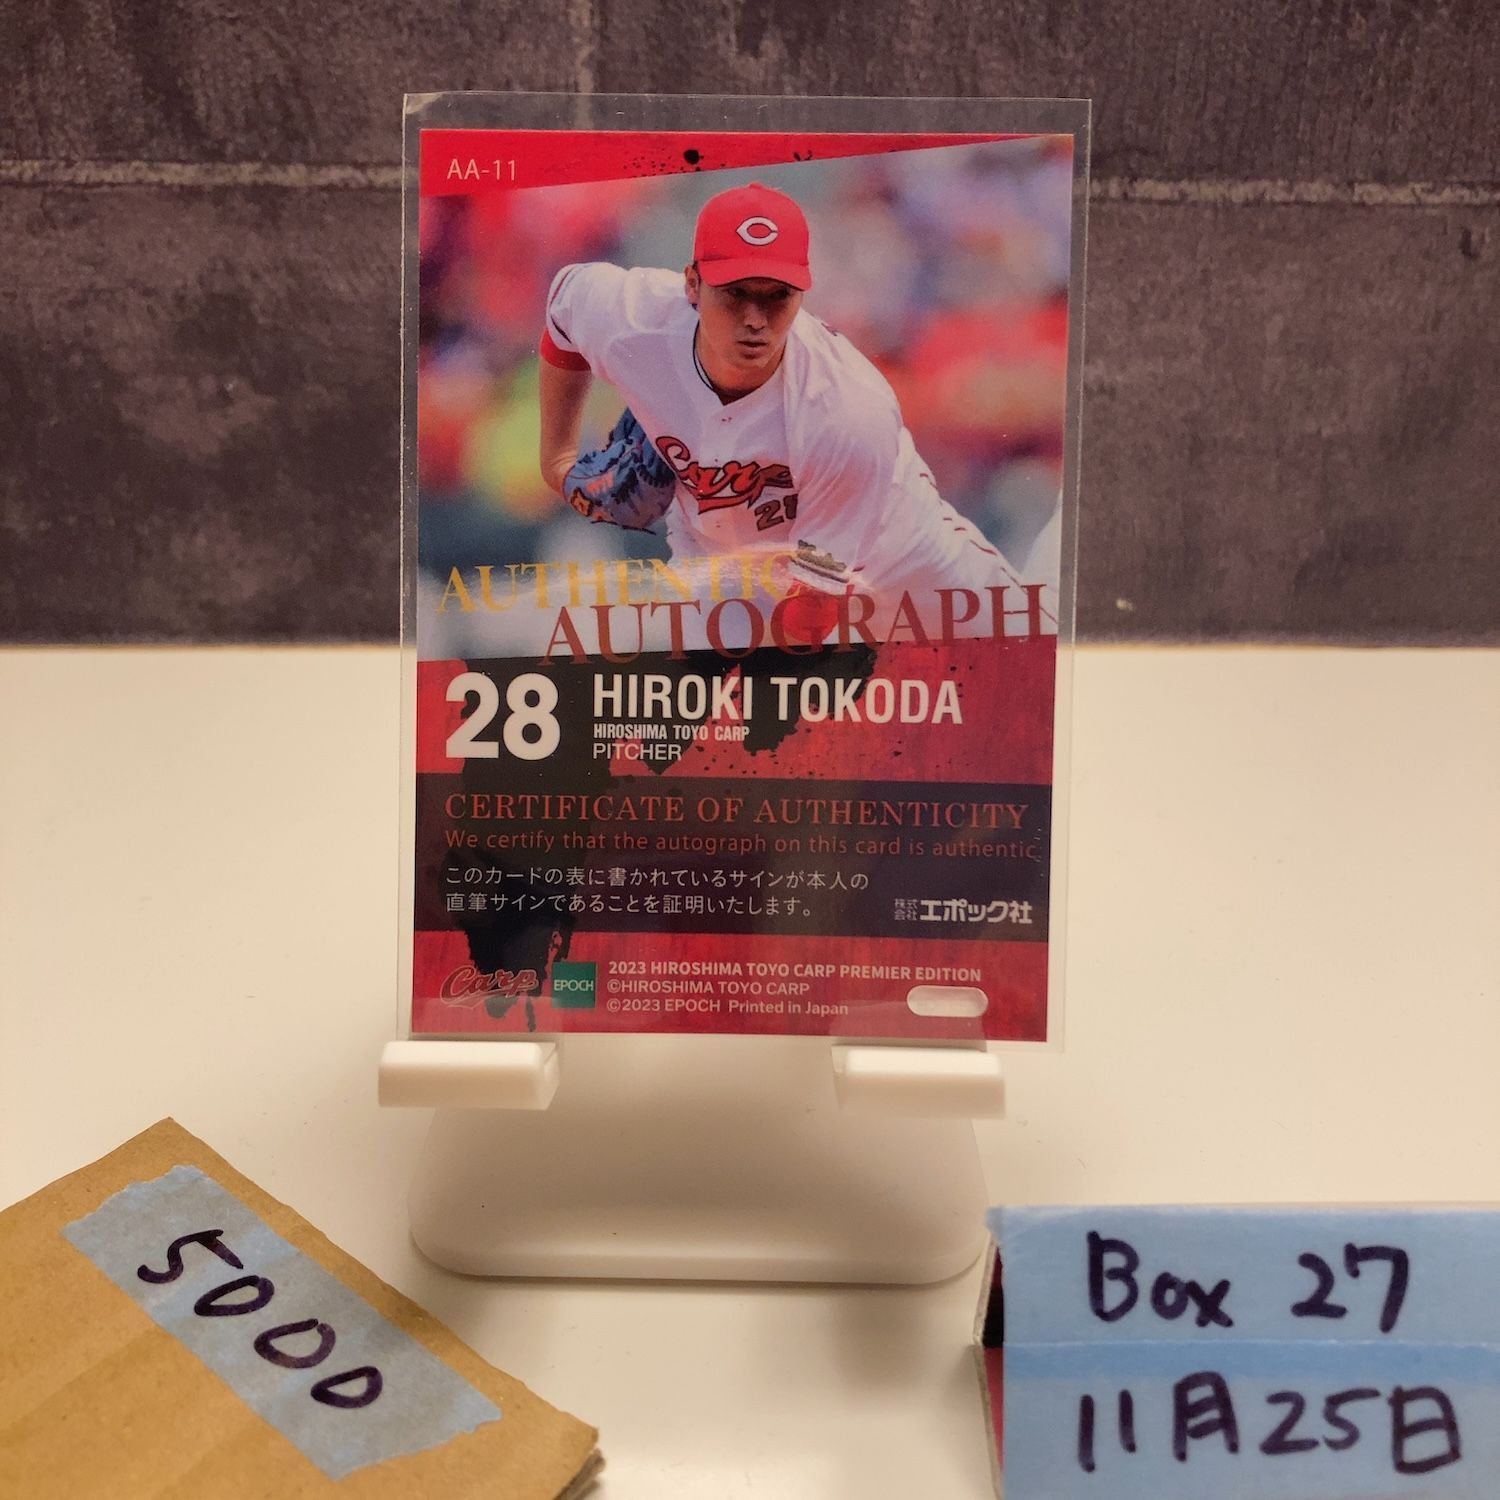 AA-11
C
Carp
21
AUTHENTIC
AUTOGRAPH
28
HIROKI TOKODA
HIROSHIMA TOYO CARP
PITCHER
CERTIFICATE OF AUTHENTICITY
We certify that the autograph on this card is authentic.
このカードの表に書かれているサインが本人の
直筆サインであることを証明いたします。
株式会社 エポック社
Carp
EPOCH
2023 HIROSHIMA TOYO CARP PREMIER EDITION
©HIROSHIMA TOYO CARP
©2023 EPOCH Printed in Japan
5000
Box 27
11月25日